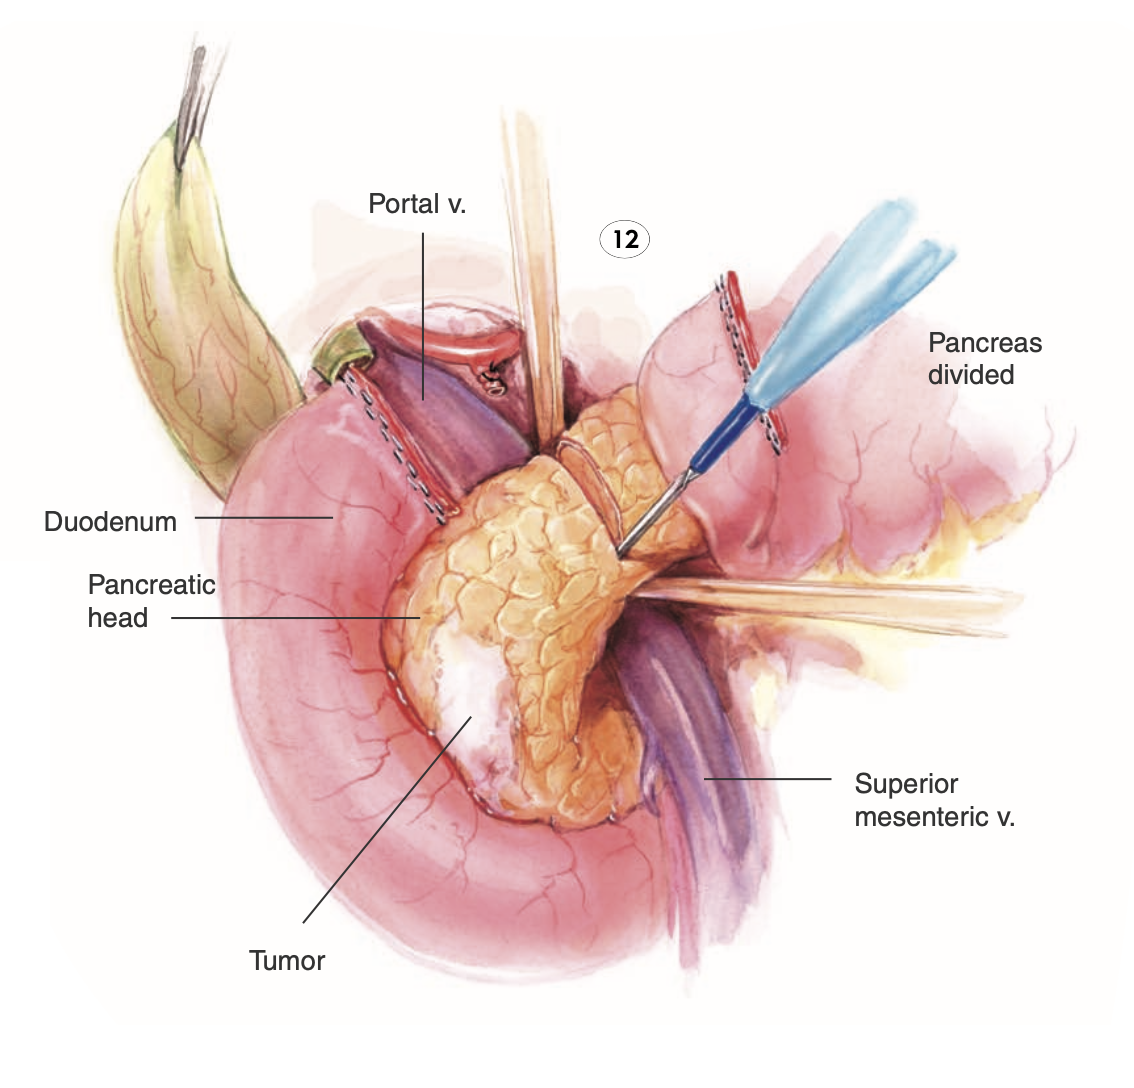 Portal v.
12
Pancreas
divided
Duodenum
Pancreatic
head
Superior
mesenteric v.
Tumor